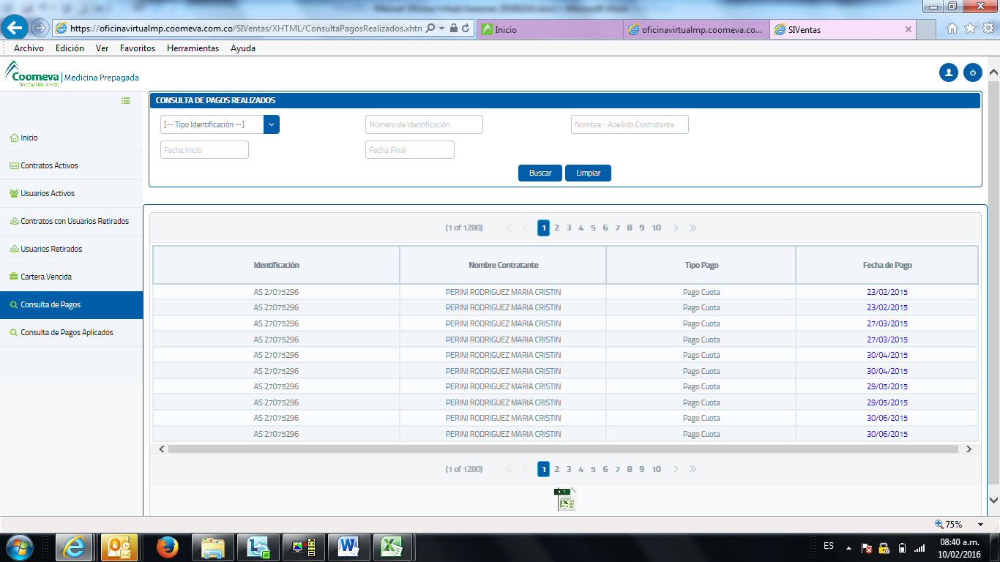 https://oficinavirtualmp.coomeva.com.co/SIVentas/XHTML/ConsultaPagosRealizados.xhtn
Inicio
oficinavirtualmp.coomeva.co...
SIVentas
Archivo Edición Ver Favoritos Herramientas Ayuda
Coomeva Medicina Prepagada
CONSULTA DE PAGOS REALIZADOS
[-- Tipo Identificación --] Número de Identificación Nombre - Apellido Contratante
Fecha Inicio Fecha Final
Buscar Limpiar
Inicio
Contratos Activos
Usuarios Activos
Contratos con Usuarios Retirados
Usuarios Retirados
Cartera Vencida
Consulta de Pagos
Consulta de Pagos Aplicados
(1 of 1280) 1 2 3 4 5 6 7 8 9 10
Identificación Nombre Contratante Tipo Pago Fecha de Pago
AS 27075296 PERINI RODRIGUEZ MARIA CRISTIN Pago Cuota 23/02/2015
AS 27075296 PERINI RODRIGUEZ MARIA CRISTIN Pago Cuota 23/02/2015
AS 27075296 PERINI RODRIGUEZ MARIA CRISTIN Pago Cuota 27/03/2015
AS 27075296 PERINI RODRIGUEZ MARIA CRISTIN Pago Cuota 27/03/2015
AS 27075296 PERINI RODRIGUEZ MARIA CRISTIN Pago Cuota 30/04/2015
AS 27075296 PERINI RODRIGUEZ MARIA CRISTIN Pago Cuota 30/04/2015
AS 27075296 PERINI RODRIGUEZ MARIA CRISTIN Pago Cuota 29/05/2015
AS 27075296 PERINI RODRIGUEZ MARIA CRISTIN Pago Cuota 29/05/2015
AS 27075296 PERINI RODRIGUEZ MARIA CRISTIN Pago Cuota 30/06/2015
AS 27075296 PERINI RODRIGUEZ MARIA CRISTIN Pago Cuota 30/06/2015
(1 of 1280) 1 2 3 4 5 6 7 8 9 10
75%
ES
08:40 a.m.
10/02/2016